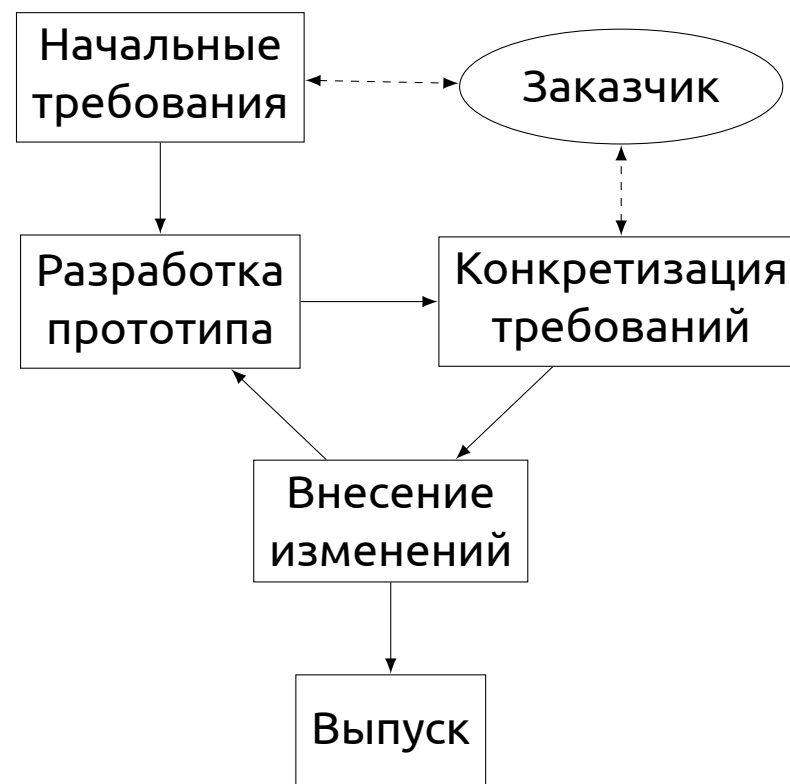 Начальные
требования
Заказчик
Разработка
прототипа
Конкретизация
требований
Внесение
изменений
Выпуск